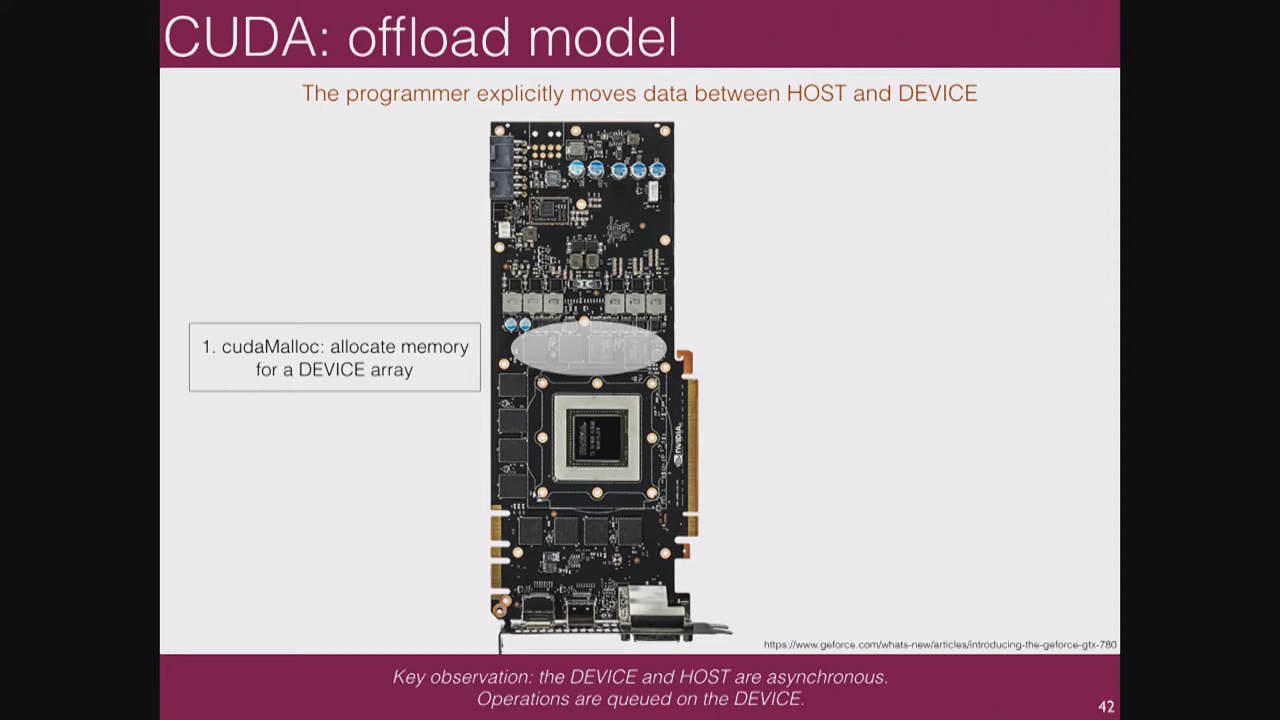 CUDA: offload model
The programmer explicitly moves data between HOST and DEVICE
1. cudaMalloc: allocate memory
for a DEVICE array
NVIDIA
https://www.geforce.com/whats-new/articles/introducing-the-geforce-gtx-780
Key observation: the DEVICE and HOST are asynchronous.
Operations are queued on the DEVICE.
42